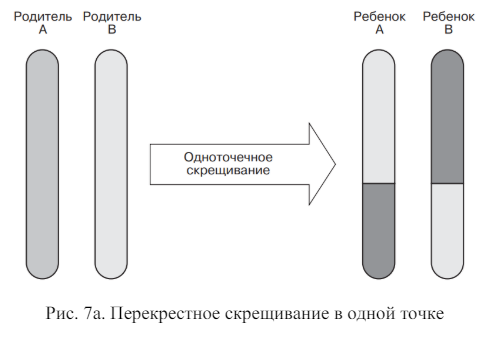 Родитель
A
Родитель
B
Ребенок
A
Ребенок
B
Одноточечное
скрещивание
Рис. 7а. Перекрестное скрещивание в одной точке